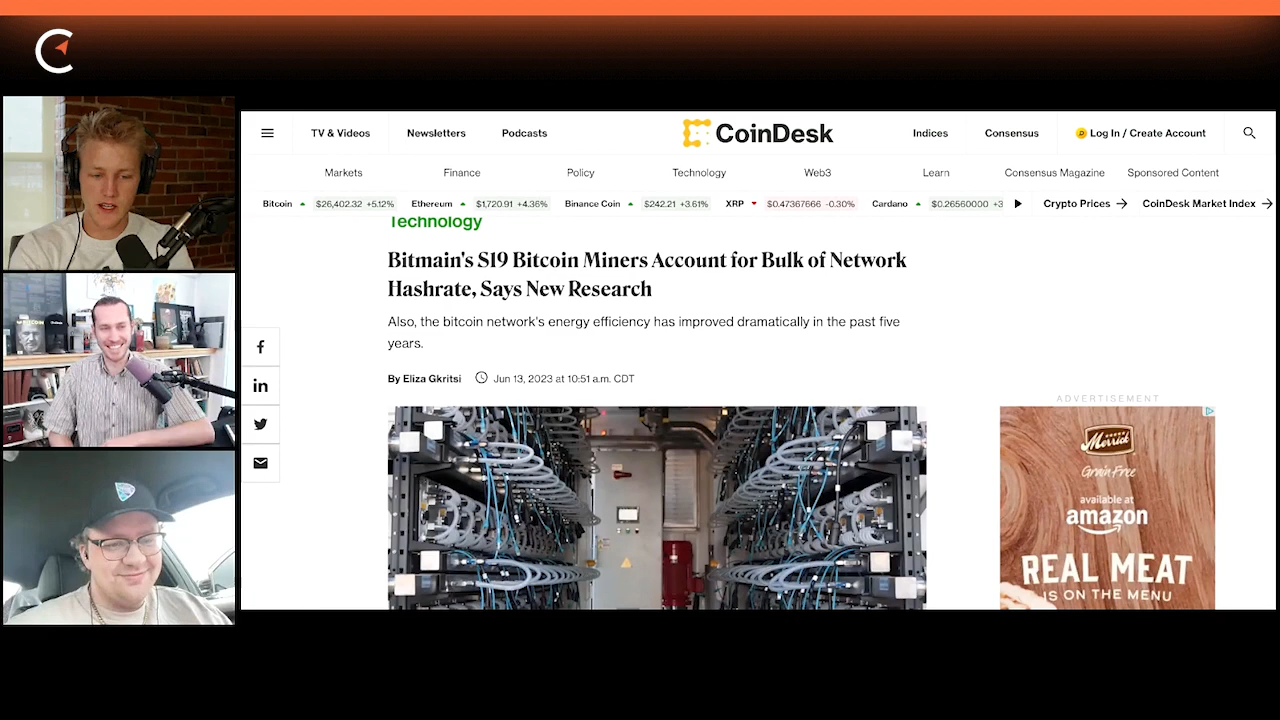 TV & Videos
Newsletters
Podcasts
CoinDesk
Indices
Consensus
Log In / Create Account
Markets
Finance
Policy
Technology
Web3
Learn
Consensus Magazine
Sponsored Content
Bitcoin $26,402.32 +5.12%
Ethereum $1,720.91 +4.36%
Binance Coin $242.21 +3.61%
XRP $0.47367666 -0.30%
Cardano $0.26560000 +3
Crypto Prices
CoinDesk Market Index
Technology
Bitmain's S19 Bitcoin Miners Account for Bulk of Network
Hashrate, Says New Research
Also, the bitcoin network's energy efficiency has improved dramatically in the past five
years.
By Eliza Gkritsi
Jun 13, 2023 at 10:51 a.m. CDT
ADVERTISEMENT
Merrick
Grain Free
available at
amazon
REAL MEAT
IS ON THE MENU